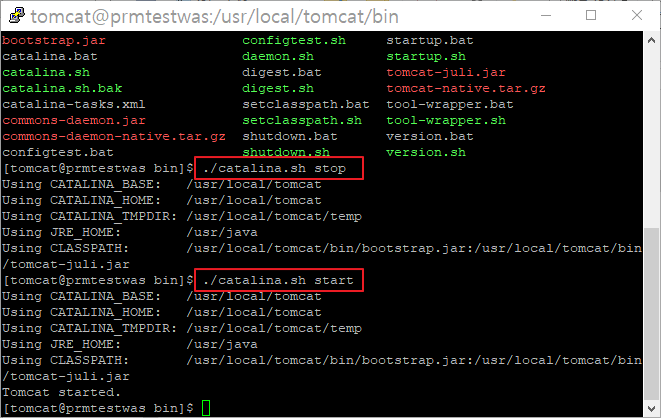 tomcat@prmtestwas:/usr/local/tomcat/bin
bootstrap.jar configtest.sh startup.bat
catalina.bat daemon.sh startup.sh
catalina.sh digest.bat tomcat-juli.jar
catalina.sh.bak digest.sh tomcat-native.tar.gz
catalina-tasks.xml setclasspath.bat tool-wrapper.bat
commons-daemon.jar setclasspath.sh tool-wrapper.sh
commons-daemon-native.tar.gz shutdown.bat version.bat
configtest.bat shutdown.sh version.sh
[tomcat@prmtestwas bin]$ ./catalina.sh stop
Using CATALINA_BASE: /usr/local/tomcat
Using CATALINA_HOME: /usr/local/tomcat
Using CATALINA_TMPDIR: /usr/local/tomcat/temp
Using JRE_HOME: /usr/java
Using CLASSPATH: /usr/local/tomcat/bin/bootstrap.jar:/usr/local/tomcat/bin
/tomcat-juli.jar
[tomcat@prmtestwas bin]$ ./catalina.sh start
Using CATALINA_BASE: /usr/local/tomcat
Using CATALINA_HOME: /usr/local/tomcat
Using CATALINA_TMPDIR: /usr/local/tomcat/temp
Using JRE_HOME: /usr/java
Using CLASSPATH: /usr/local/tomcat/bin/bootstrap.jar:/usr/local/tomcat/bin
/tomcat-juli.jar
Tomcat started.
[tomcat@prmtestwas bin]$